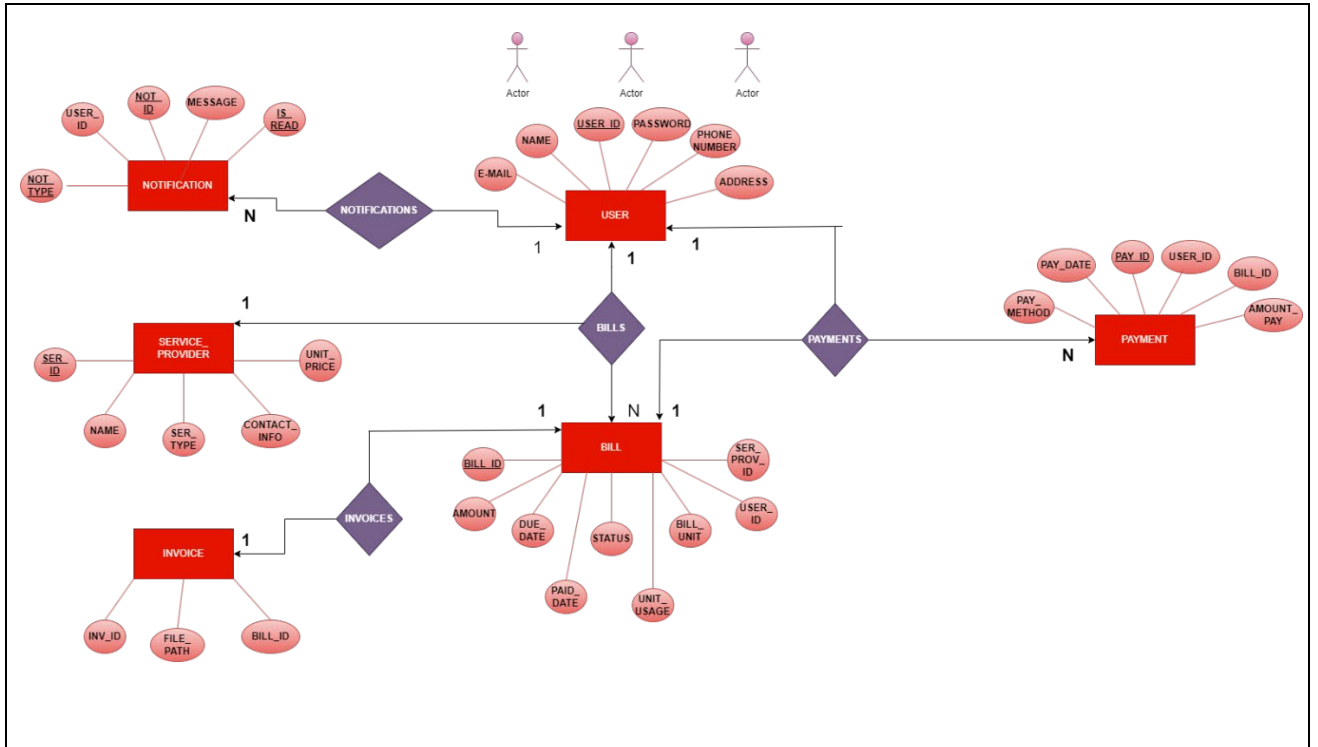 Actor
Actor
Actor
NOT_
ID
MESSAGE
USER_
ID
IS_
READ
NOT_
TYPE
NOTIFICATION
N
NOTIFICATIONS
USER_ID
PASSWORD
NAME
PHONE
NUMBER
E-MAIL
ADDRESS
USER
1
1
1
PAY_DATE
PAY_ID
USER_ID
BILL_ID
PAY_
METHOD
AMOUNT_
PAY
PAYMENT
N
PAYMENTS
1
BILLS
SERVICE_
PROVIDER
SER_
ID
UNIT_
PRICE
NAME
SER_
TYPE
CONTACT_
INFO
1
N
1
BILL
BILL_ID
SER_
PROV_
ID
AMOUNT
DUE_
DATE
STATUS
BILL_
UNIT
USER_
ID
PAID_
DATE
UNIT_
USAGE
INVOICES
1
INVOICE
INV_ID
FILE_
PATH
BILL_ID